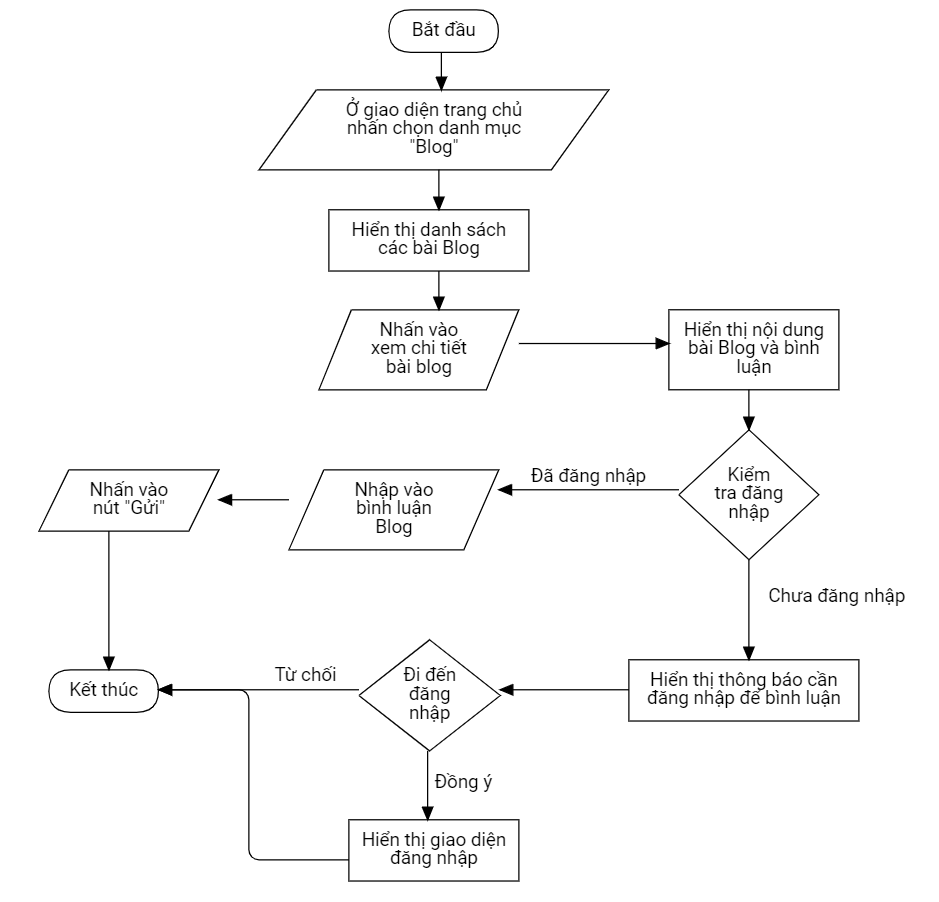 Bắt đầu
Ở giao diện trang chủ
nhấn chọn danh mục
"Blog"
Hiển thị danh sách
các bài Blog
Nhấn vào
xem chi tiết
bài blog
Hiển thị nội dung
bài Blog và bình
luận
Kiểm
tra đăng
nhập
Đã đăng nhập
Nhập vào
bình luận
Blog
Nhấn vào
nút "Gửi"
Chưa đăng nhập
Hiển thị thông báo cần
đăng nhập để bình luận
Đi đến
đăng
nhập
Từ chối
Kết thúc
Đồng ý
Hiển thị giao diện
đăng nhập